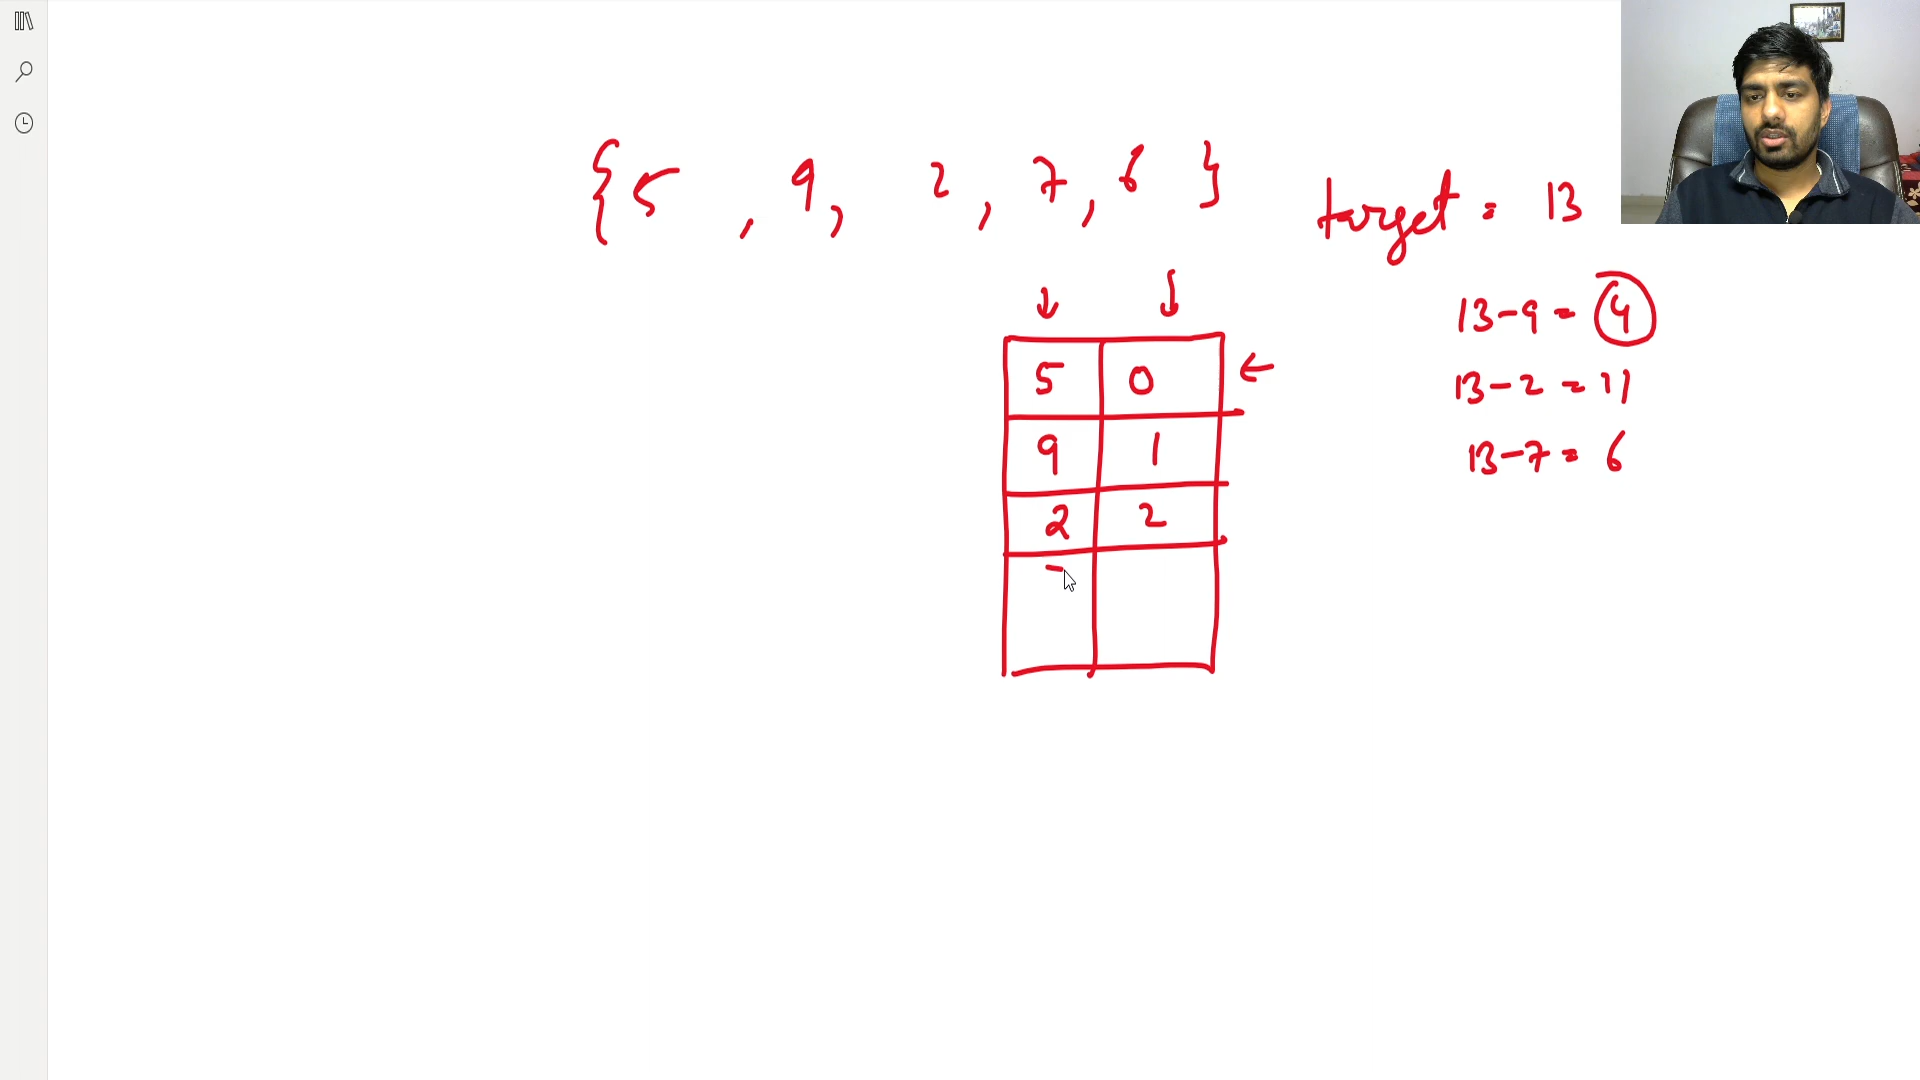 {5 , 9, 2, 7, 6 }
target = 13
13-9 = 4
13-2 = 11
13-7 = 6
5 0
9 1
2 2